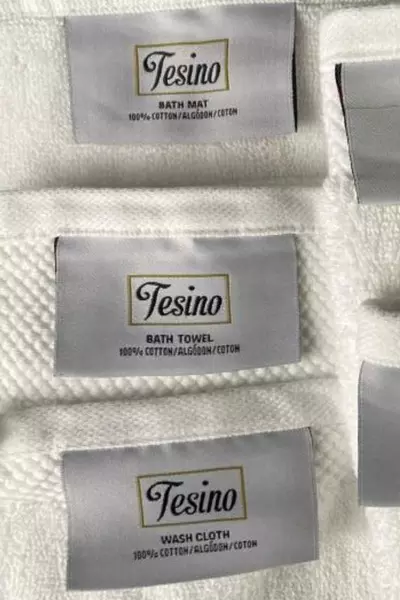 Tesino
BATH MAT
100% COTTON/ALGODON/COTON
Tesino
BATH TOWEL
100% COTTON/ALGODON/COTON
Tesino
WASH CLOTH
100% COTTON/ALGODON/COTON